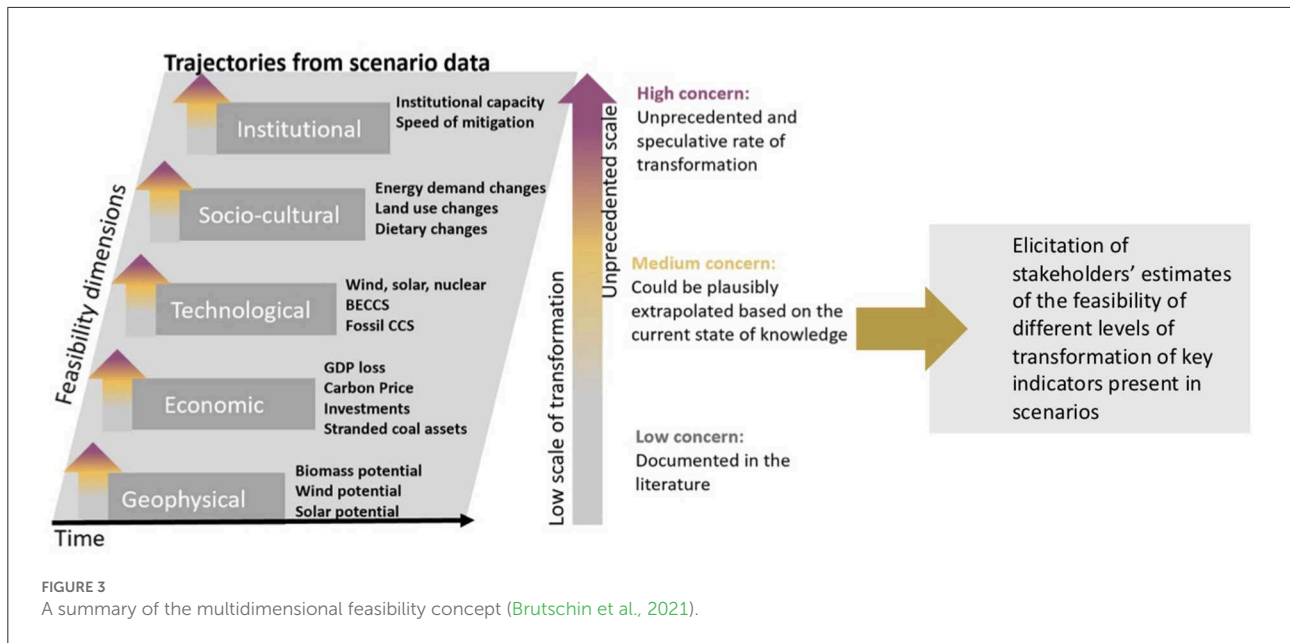 Trajectories from scenario data
Feasibility dimensions
Institutional
Institutional capacity
Speed of mitigation
Socio-cultural
Energy demand changes
Land use changes
Dietary changes
Technological
Wind, solar, nuclear
BECCS
Fossil CCS
Economic
GDP loss
Carbon Price
Investments
Stranded coal assets
Geophysical
Biomass potential
Wind potential
Solar potential
Time
Low scale of transformation
Unprecedented scale
High concern:
Unprecedented and
speculative rate of
transformation
Medium concern:
Could be plausibly
extrapolated based on the
current state of knowledge
Low concern:
Documented in the
literature
Elicitation of
stakeholders’ estimates
of the feasibility of
different levels of
transformation of key
indicators present in
scenarios
FIGURE 3
A summary of the multidimensional feasibility concept (Brutschin et al., 2021).